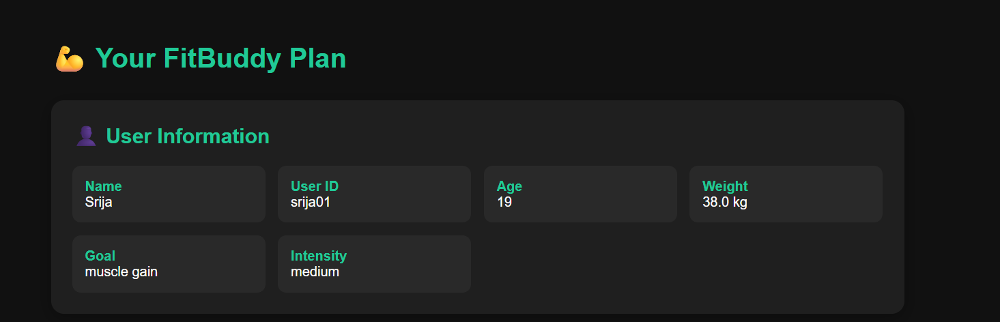 💪 Your FitBuddy Plan
👤 User Information
Name
Srija
User ID
srija01
Age
19
Weight
38.0 kg
Goal
muscle gain
Intensity
medium